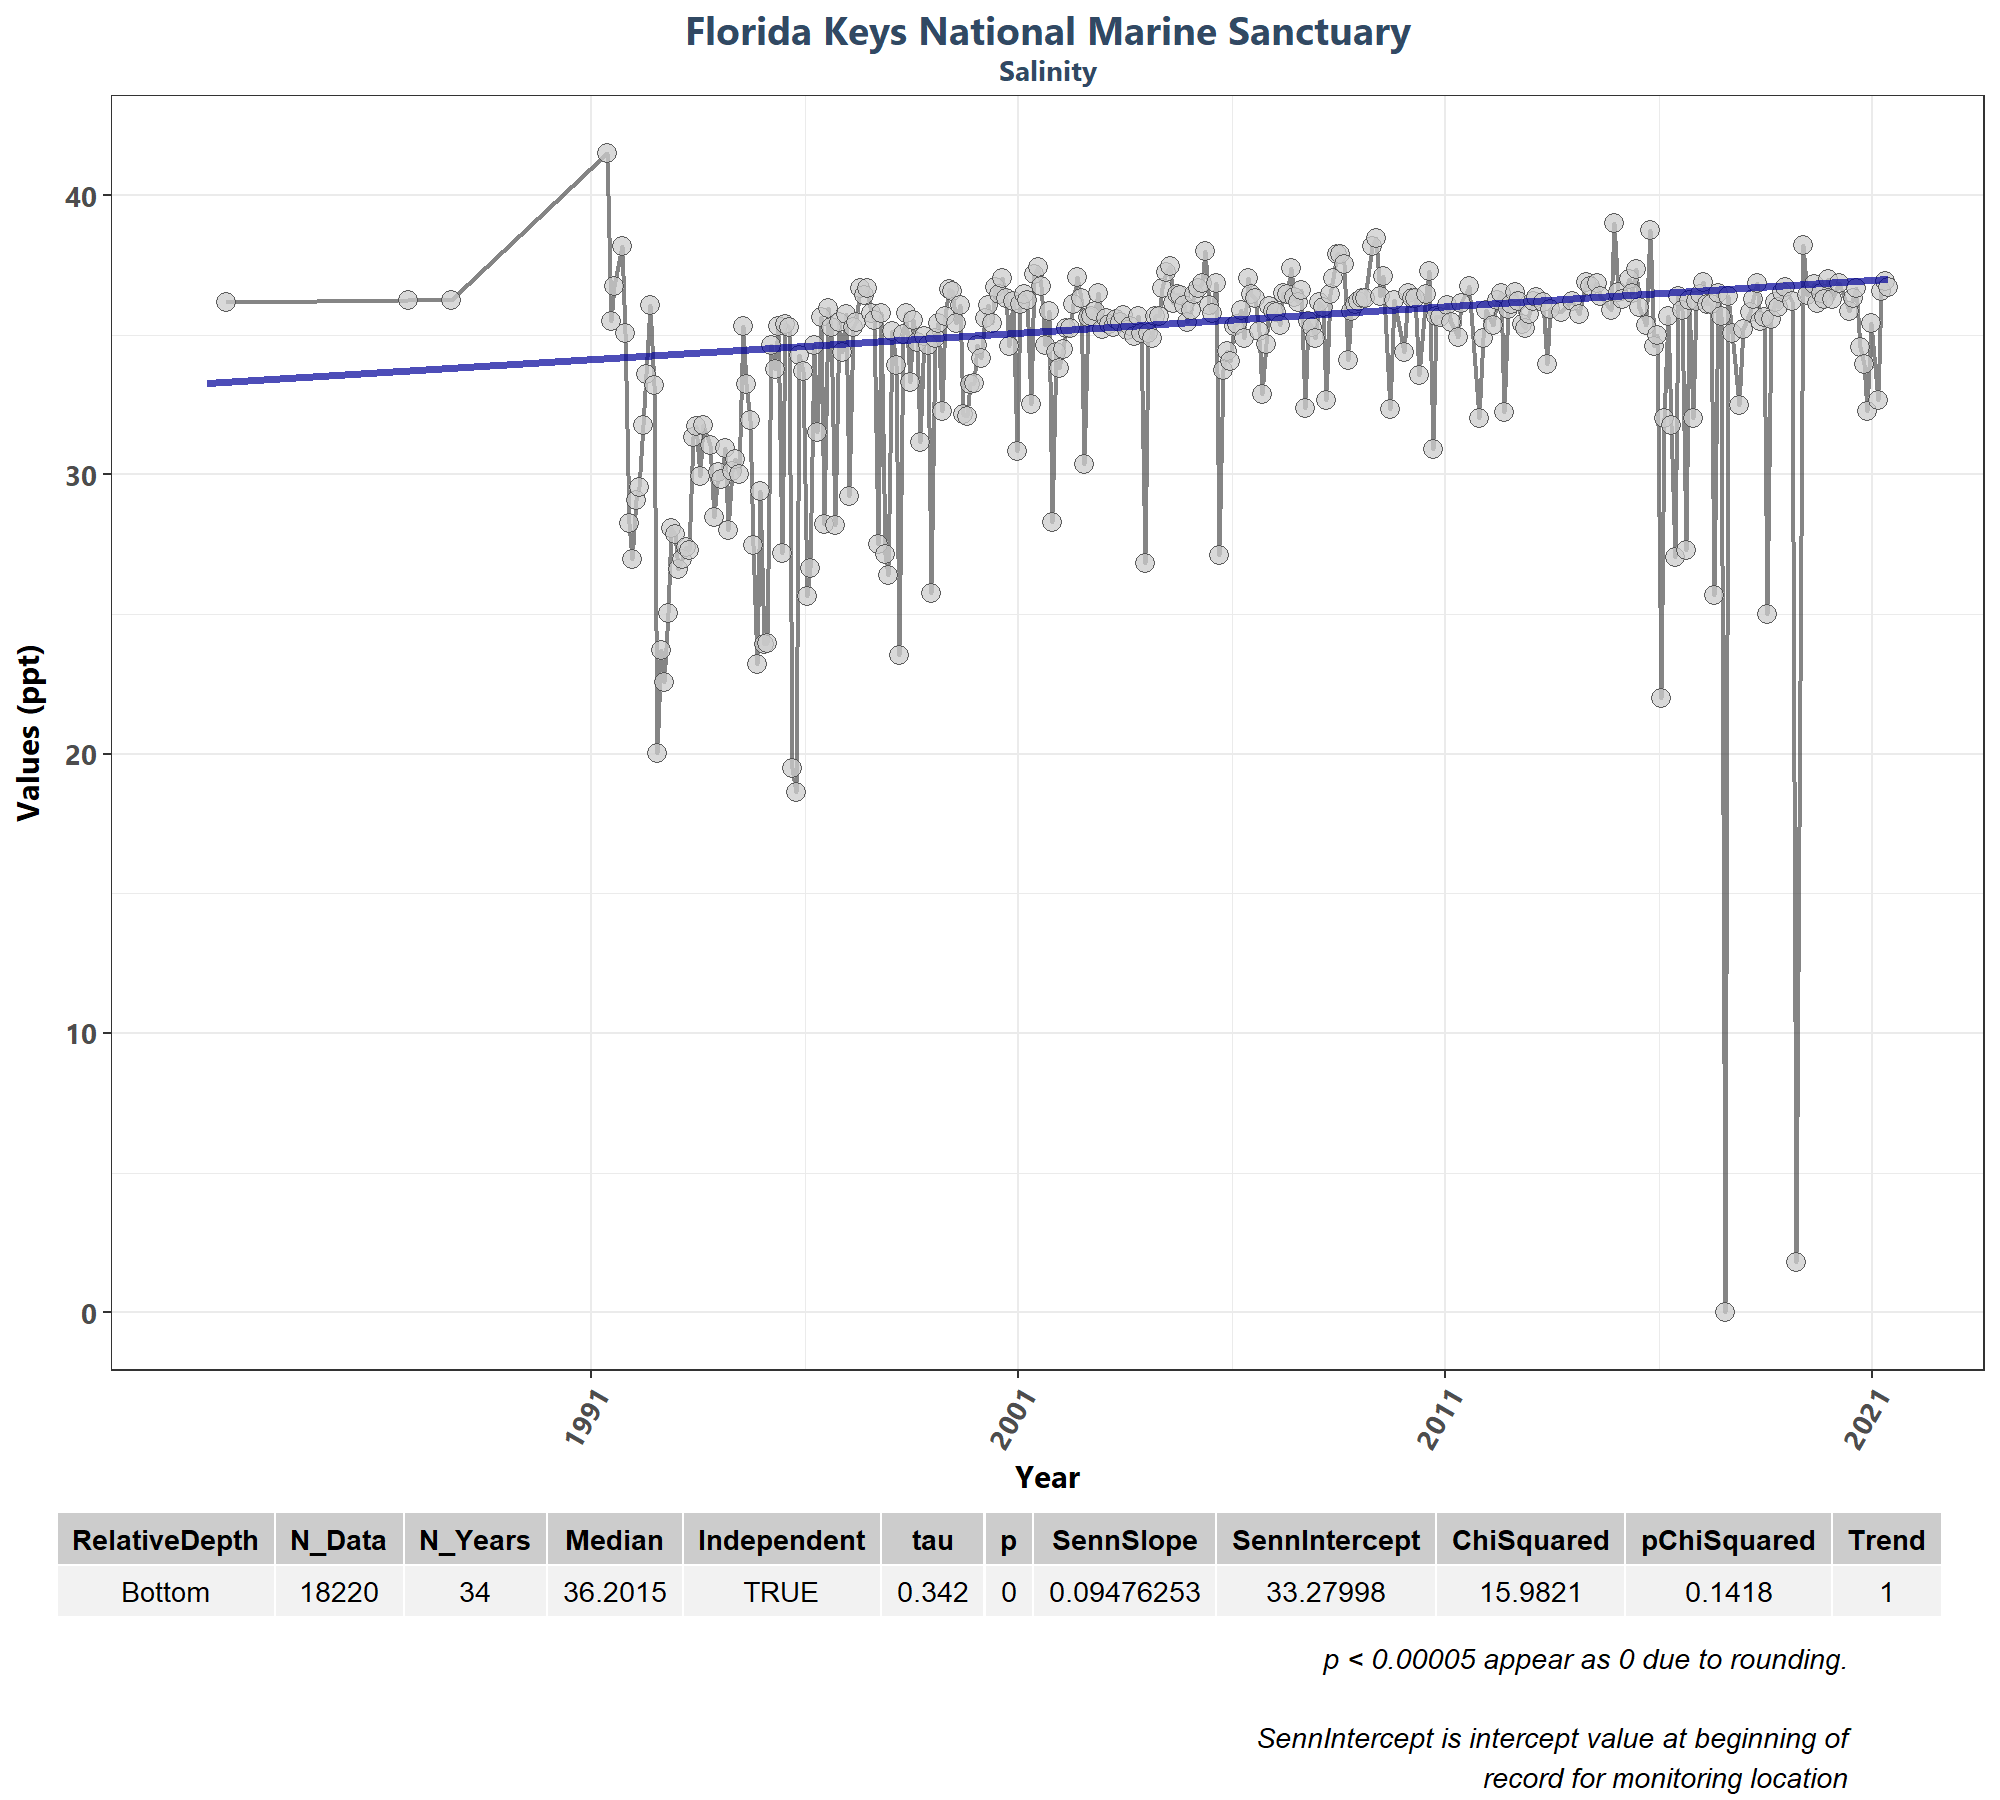 Florida Keys National Marine Sanctuary
Salinity
Values (ppt)
40
30
20
10
0
1991 2001 2011 2021
Year
RelativeDepth N_Data N_Years Median Independent tau p SennSlope SennIntercept ChiSquared pChiSquared Trend
Bottom 18220 34 36.2015 TRUE 0.342 0 0.09476253 33.27998 15.9821 0.1418 1
p < 0.00005 appear as 0 due to rounding.
SennIntercept is intercept value at beginning of
record for monitoring location